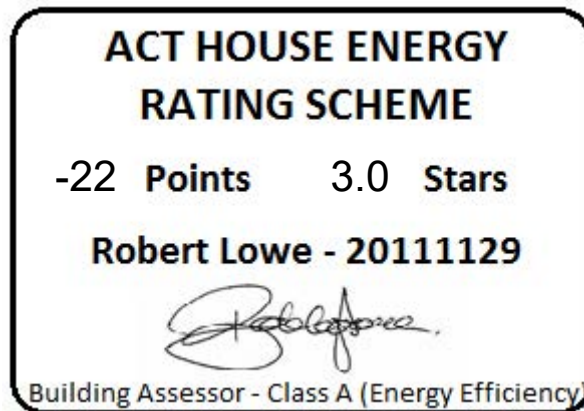 ACT HOUSE ENERGY
RATING SCHEME
-22 Points 3.0 Stars
Robert Lowe - 20111129
Building Assessor - Class A (Energy Efficiency)